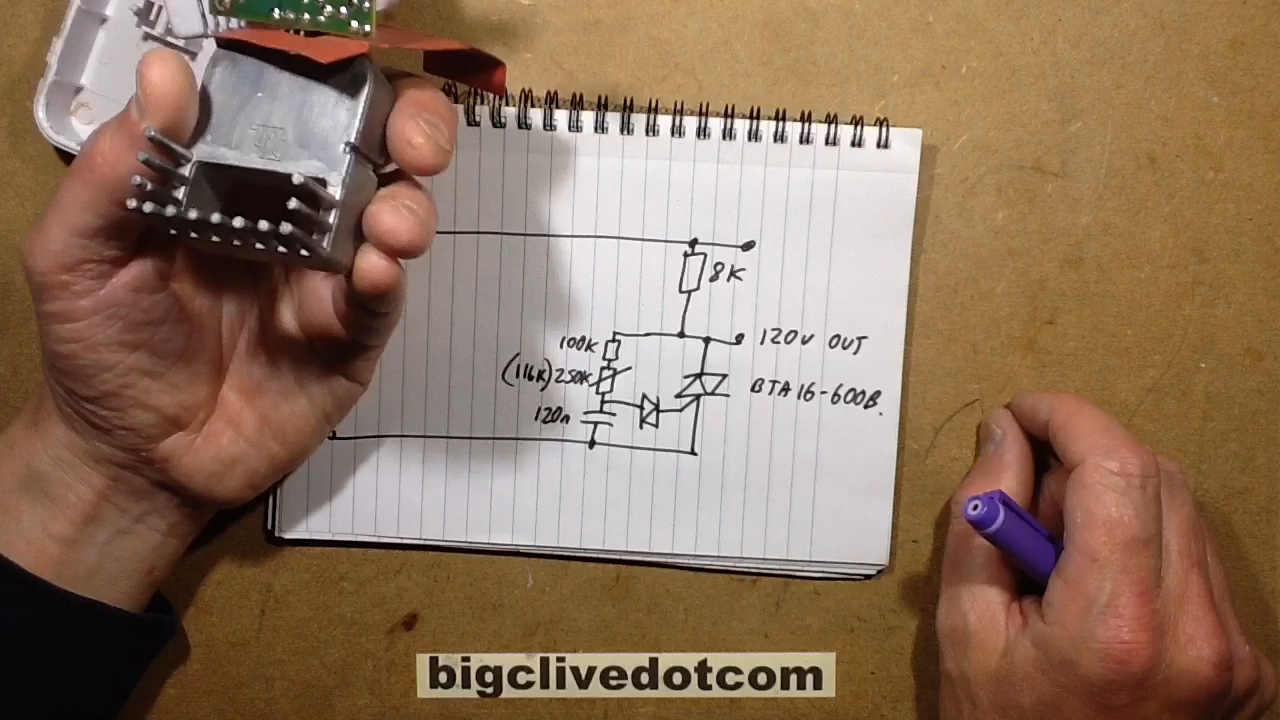 8K
120V OUT
100K
(116K) 250K
BTA16-600B.
120n
bigclivedotcom